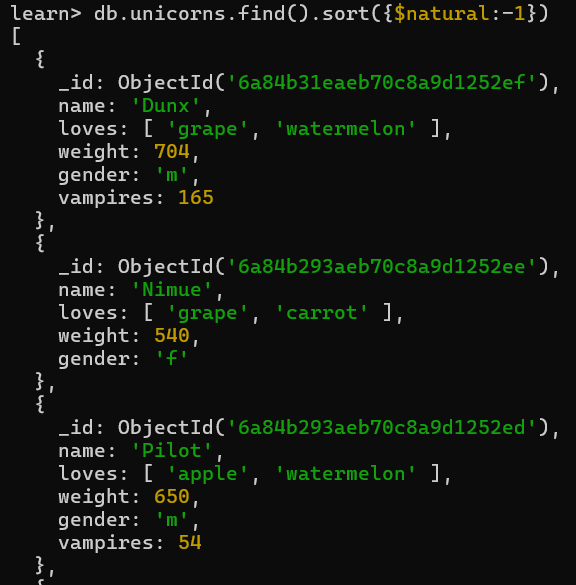 learn> db.unicorns.find().sort({$natural:-1})
[
  {
    _id: ObjectId('6a84b31eaeb70c8a9d1252ef'),
    name: 'Dunx',
    loves: [ 'grape', 'watermelon' ],
    weight: 704,
    gender: 'm',
    vampires: 165
  },
  {
    _id: ObjectId('6a84b293aeb70c8a9d1252ee'),
    name: 'Nimue',
    loves: [ 'grape', 'carrot' ],
    weight: 540,
    gender: 'f'
  },
  {
    _id: ObjectId('6a84b293aeb70c8a9d1252ed'),
    name: 'Pilot',
    loves: [ 'apple', 'watermelon' ],
    weight: 650,
    gender: 'm',
    vampires: 54
  },
  {